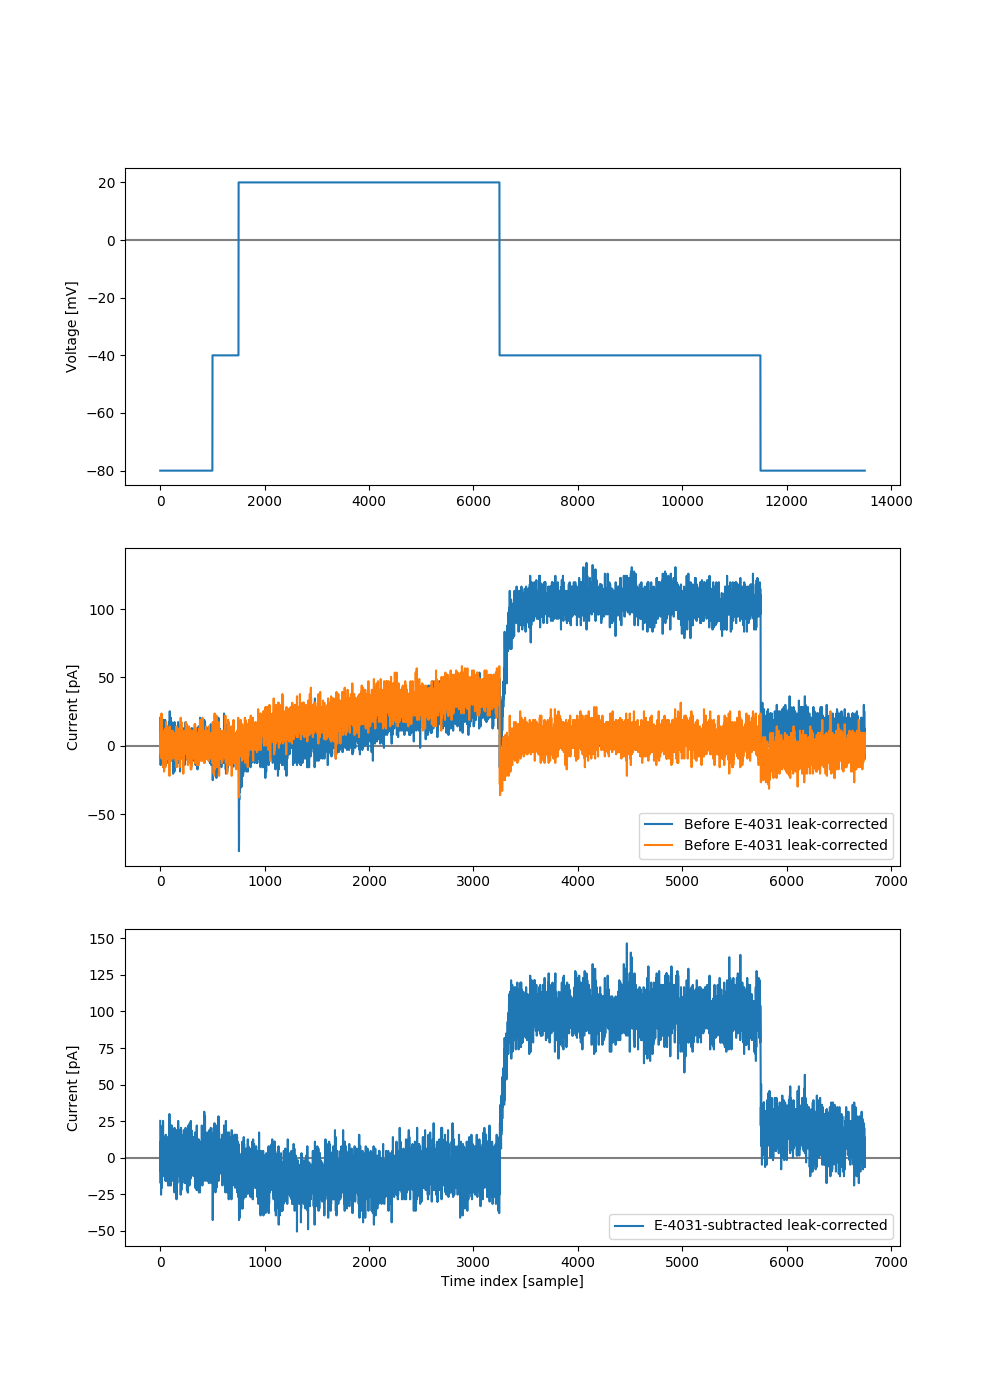 20
0
−20
−40
−60
−80
Voltage [mV]
0 2000 4000 6000 8000 10000 12000 14000
100
50
0
−50
Current [pA]
Before E-4031 leak-corrected
Before E-4031 leak-corrected
0 1000 2000 3000 4000 5000 6000 7000
150
125
100
75
50
25
0
−25
−50
Current [pA]
E-4031-subtracted leak-corrected
0 1000 2000 3000 4000 5000 6000 7000
Time index [sample]